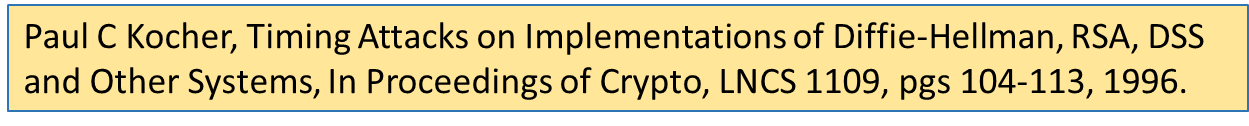 Paul C Kocher, Timing Attacks on Implementations of Diffie-Hellman, RSA, DSS
and Other Systems, In Proceedings of Crypto, LNCS 1109, pgs 104-113, 1996.